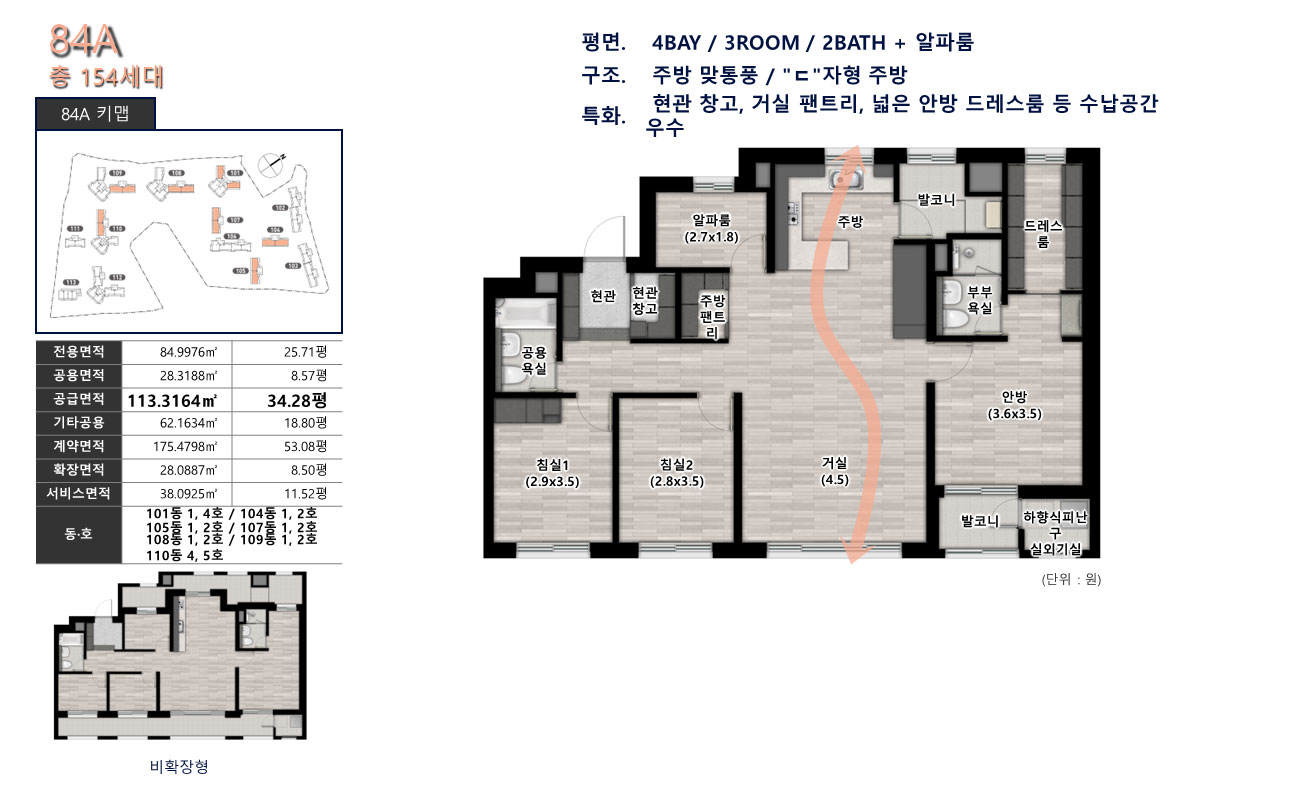 84A
총 154세대
84A 키맵
109
108
101
102
107
106
104
111
110
105
103
113
112
전용면적 84.9976㎡ 25.71평
공용면적 28.3188㎡ 8.57평
공급면적 113.3164㎡ 34.28평
기타공용 62.1634㎡ 18.80평
계약면적 175.4798㎡ 53.08평
확장면적 28.0887㎡ 8.50평
서비스면적 38.0925㎡ 11.52평
동·호
101동 1, 4호 / 104동 1, 2호
105동 1, 2호 / 107동 1, 2호
108동 1, 2호 / 109동 1, 2호
110동 4, 5호
비확장형
평면. 4BAY / 3ROOM / 2BATH + 알파룸
구조. 주방 맞통풍 / "ㄷ"자형 주방
특화. 현관 창고, 거실 팬트리, 넓은 안방 드레스룸 등 수납공간
우수
알파룸
(2.7x1.8)
주방
발코니
드레스
룸
현관
현관
창고
주방
팬트
리
부부
욕실
공용
욕실
안방
(3.6x3.5)
침실1
(2.9x3.5)
침실2
(2.8x3.5)
거실
(4.5)
발코니
하향식피난
구
실외기실
(단위 : 원)